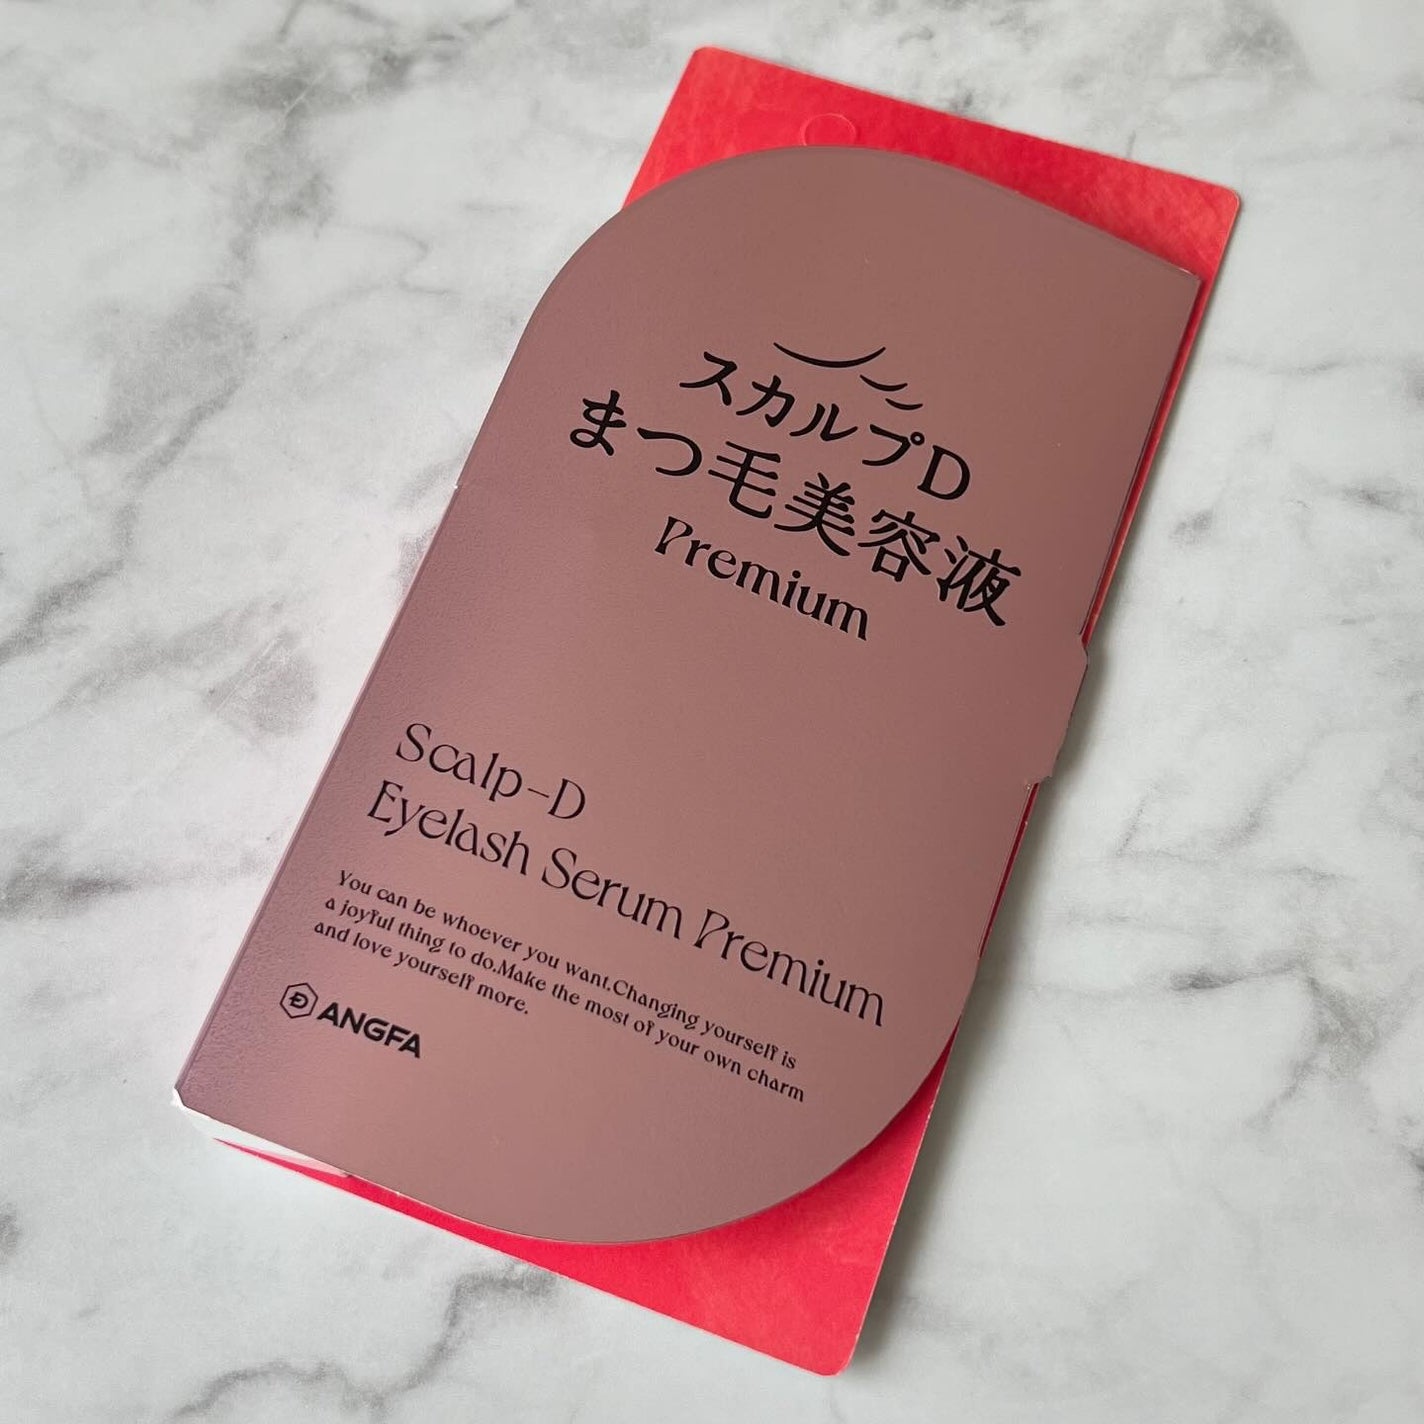 スカルプD
まつ毛美容液
Premium
Scalp-D
Eyelash Serum Premium
You can be whoever you want.Changing yourself is
a joyful thing to do.Make the most of your own charm
and love yourself more.
ANGFA